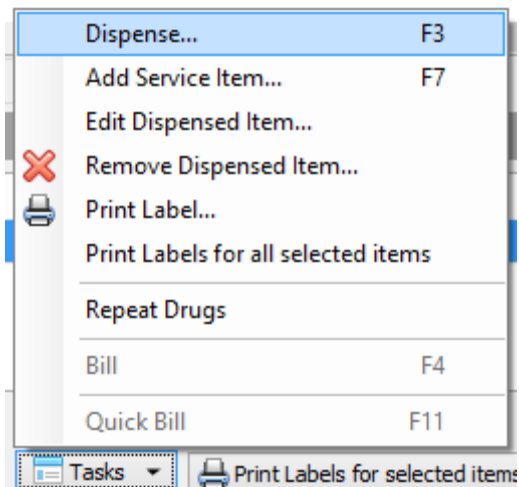 Dispense... F3
Add Service Item... F7
Edit Dispensed Item...
Remove Dispensed Item...
Print Label...
Print Labels for all selected items
Repeat Drugs
Bill F4
Quick Bill F11
Tasks Print Labels for selected items